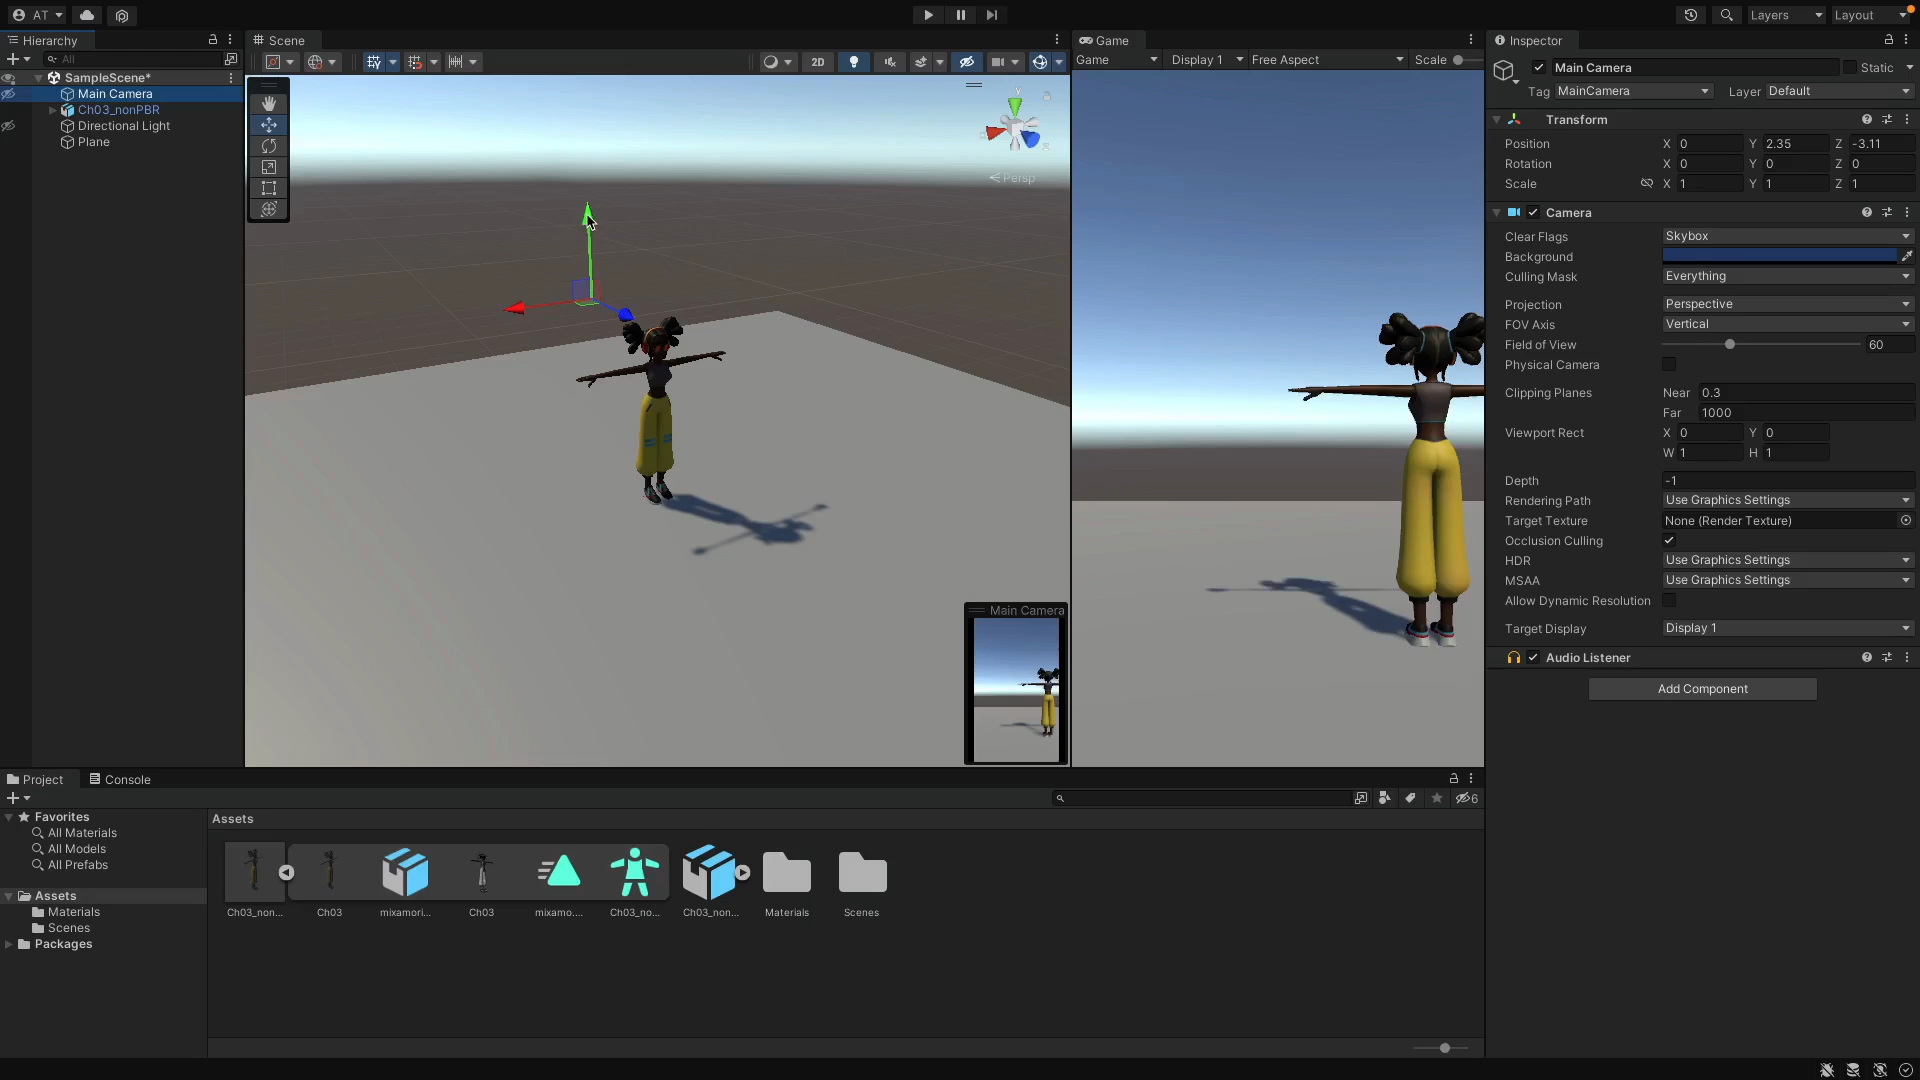 AT
Layers
Layout
Hierarchy
All
SampleScene*
Main Camera
Ch03_nonPBR
Directional Light
Plane
Scene
2D
y
Persp
Main Camera
Game
Game
Display 1
Free Aspect
Scale
Inspector
Main Camera
Static
Tag MainCamera
Layer Default
Transform
Position X 0 Y 2.35 Z -3.11
Rotation X 0 Y 0 Z 0
Scale X 1 Y 1 Z 1
Camera
Clear Flags Skybox
Background
Culling Mask Everything
Projection Perspective
FOV Axis Vertical
Field of View 60
Physical Camera
Clipping Planes Near 0.3
Far 1000
Viewport Rect X 0 Y 0
W 1 H 1
Depth -1
Rendering Path Use Graphics Settings
Target Texture None (Render Texture)
Occlusion Culling
HDR Use Graphics Settings
MSAA Use Graphics Settings
Allow Dynamic Resolution
Target Display Display 1
Audio Listener
Add Component
Project
Console
6
Favorites
All Materials
All Models
All Prefabs
Assets
Materials
Scenes
Packages
Assets
Ch03_non...
Ch03
mixamori...
Ch03
mixamo....
Ch03_no...
Ch03_non...
Materials
Scenes